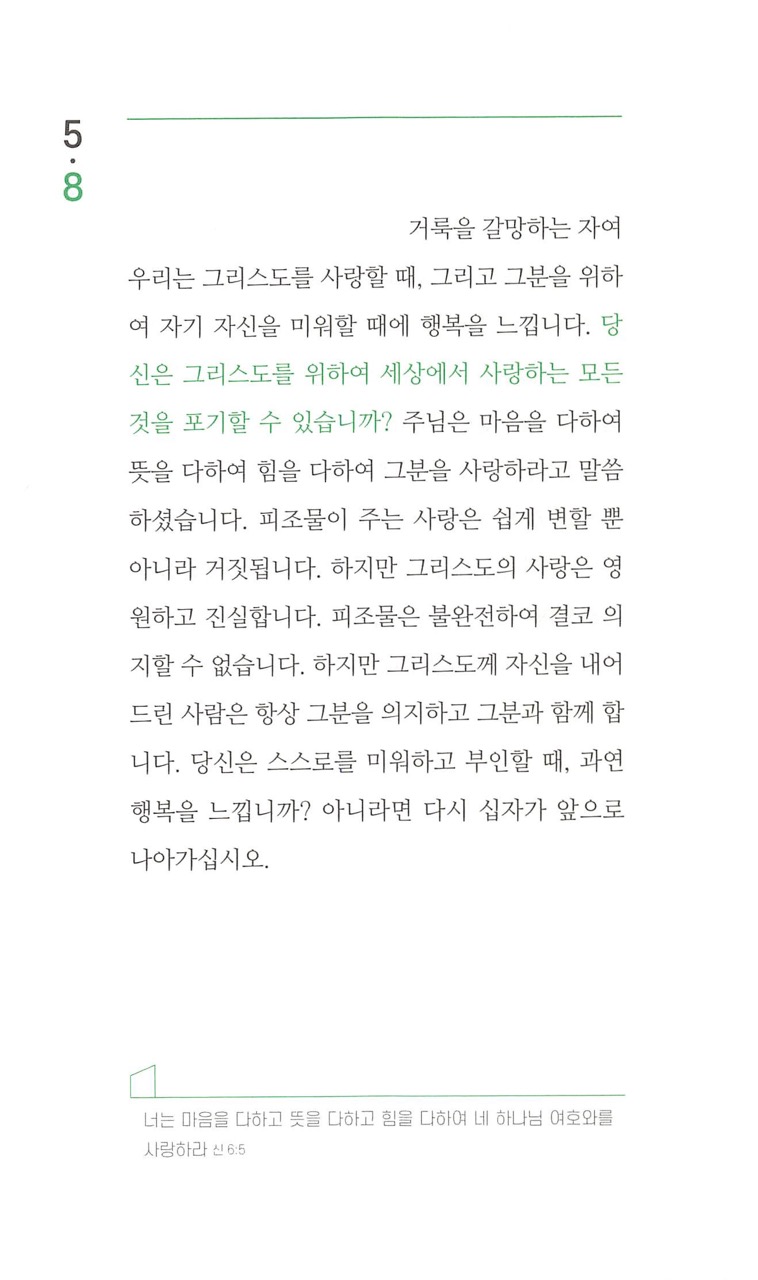 5
·
8
거룩을 갈망하는 자여
우리는 그리스도를 사랑할 때, 그리고 그분을 위하
여 자기 자신을 미워할 때에 행복을 느낍니다. 당
신은 그리스도를 위하여 세상에서 사랑하는 모든
것을 포기할 수 있습니까? 주님은 마음을 다하여
뜻을 다하여 힘을 다하여 그분을 사랑하라고 말씀
하셨습니다. 피조물이 주는 사랑은 쉽게 변할 뿐
아니라 거짓됩니다. 하지만 그리스도의 사랑은 영
원하고 진실합니다. 피조물은 불완전하여 결코 의
지할 수 없습니다. 하지만 그리스도께 자신을 내어
드린 사람은 항상 그분을 의지하고 그분과 함께 합
니다. 당신은 스스로를 미워하고 부인할 때, 과연
행복을 느낍니까? 아니라면 다시 십자가 앞으로
나아가십시오.
너는 마음을 다하고 뜻을 다하고 힘을 다하여 네 하나님 여호와를
사랑하라 신 6:5